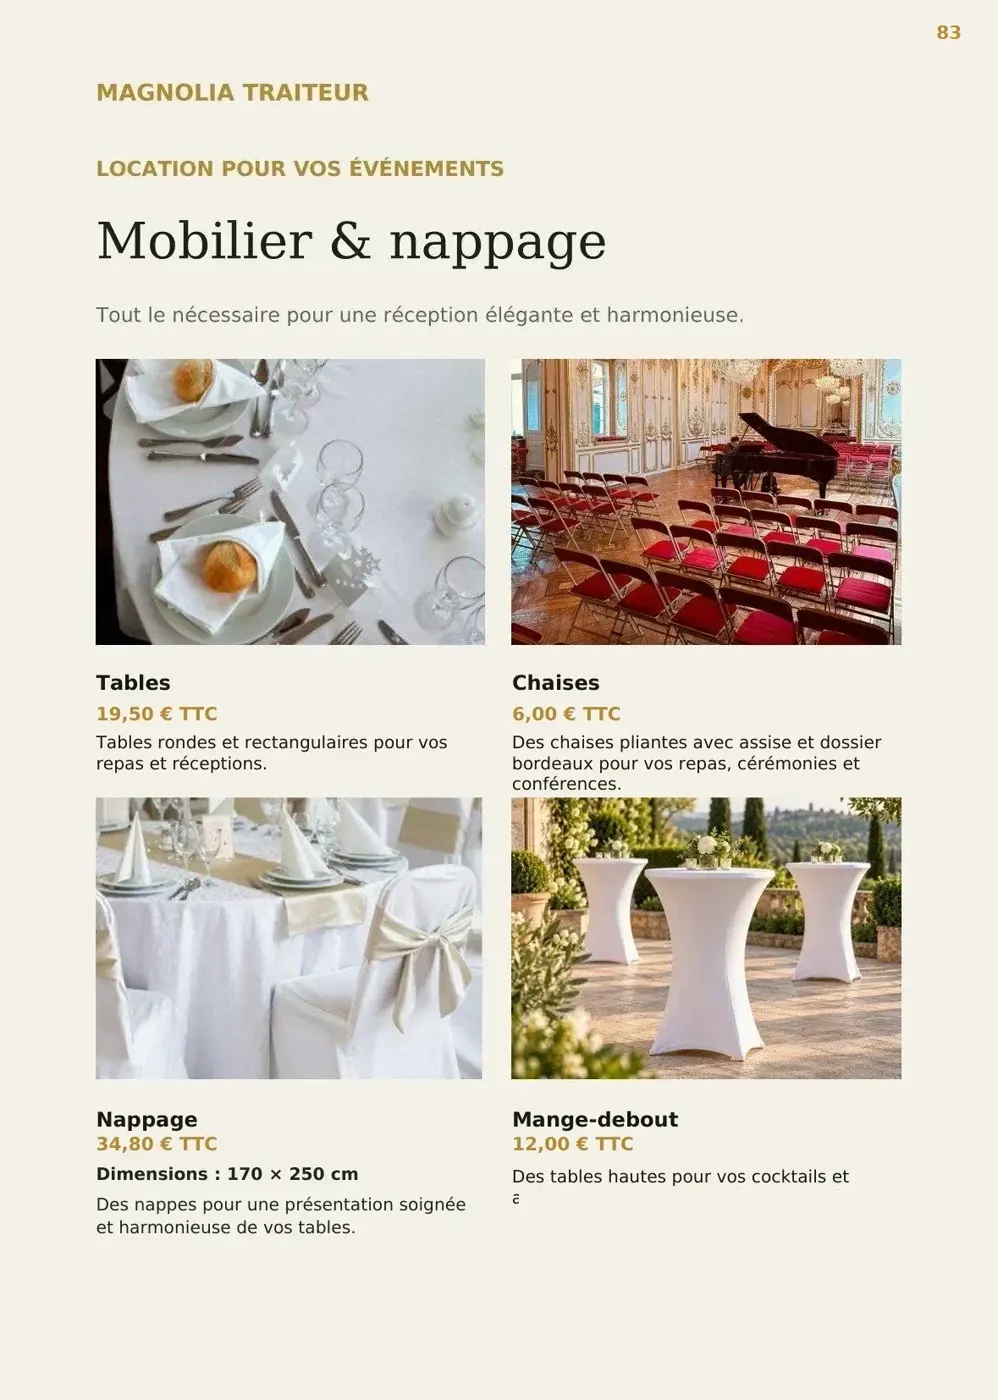 83
MAGNOLIA TRAITEUR
LOCATION POUR VOS ÉVÉNEMENTS
Mobilier & nappage
Tout le nécessaire pour une réception élégante et harmonieuse.
Tables
19,50 € TTC
Tables rondes et rectangulaires pour vos
repas et réceptions.
Chaises
6,00 € TTC
Des chaises pliantes avec assise et dossier
bordeaux pour vos repas, cérémonies et
conférences.
Nappage
34,80 € TTC
Dimensions : 170 × 250 cm
Des nappes pour une présentation soignée
et harmonieuse de vos tables.
Mange-debout
12,00 € TTC
Des tables hautes pour vos cocktails et